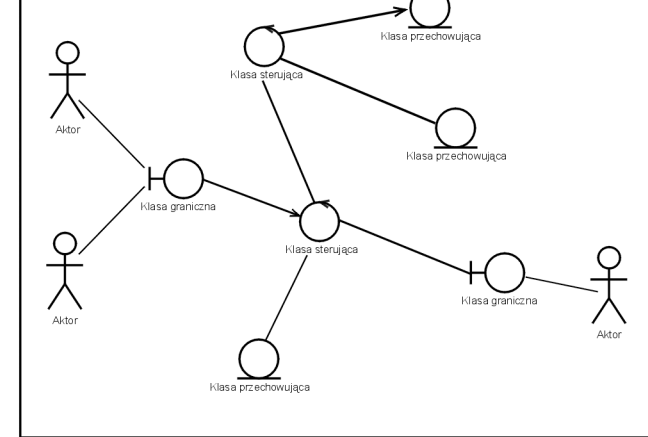 Klasa przechowująca
Klasa sterująca
Aktor
Klasa przechowująca
Klasa graniczna
Klasa sterująca
Klasa graniczna
Aktor
Aktor
Klasa przechowująca